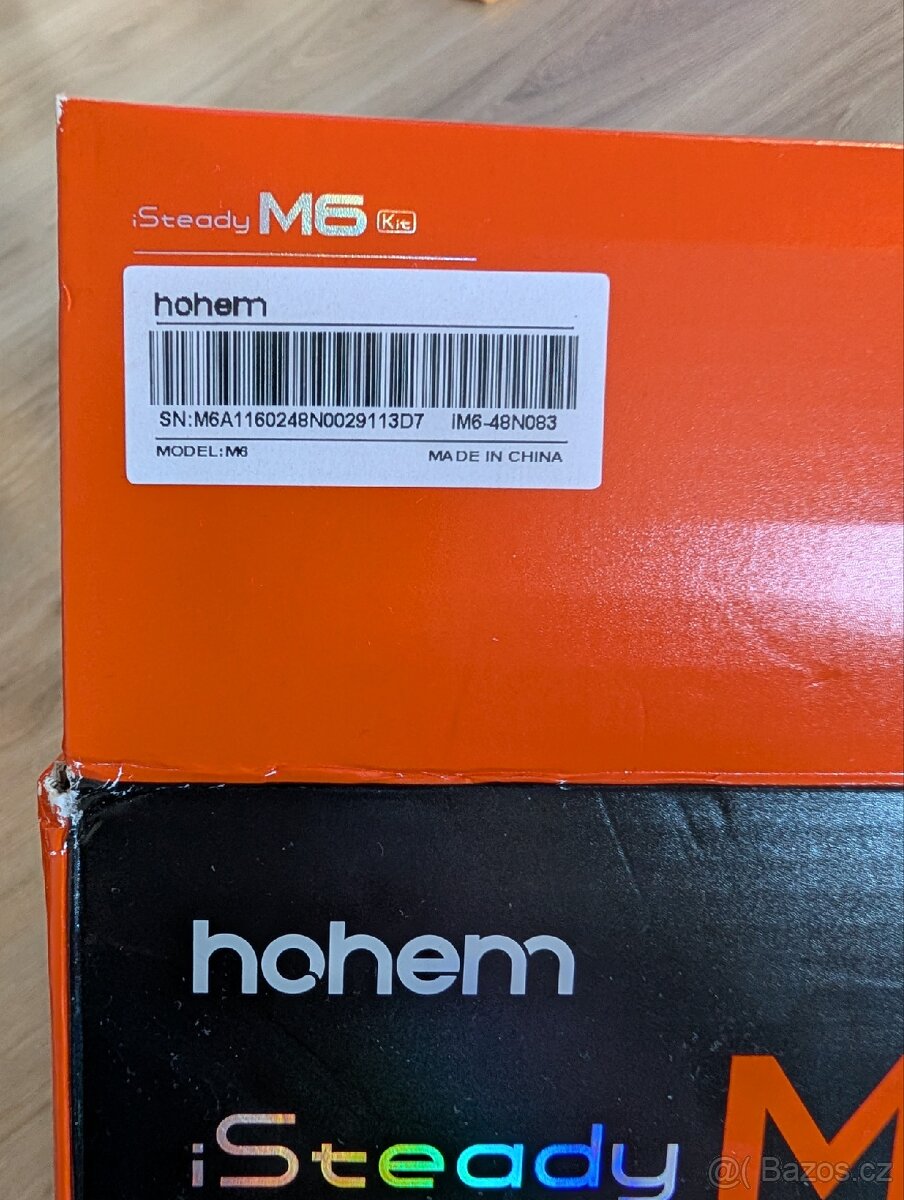 iSteady M6 Kit
hohem
SN:M6A1160248N0029113D7 IM6-48N083
MODEL:M6 MADE IN CHINA
hohem
iSteady M
@( Bazos.cz